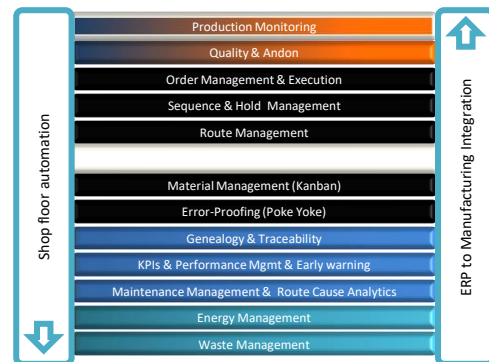 Production Monitoring
Quality & Andon
Order Management & Execution
Sequence & Hold Management
Route Management
Material Management (Kanban)
Error-Proofing (Poke Yoke)
Genealogy & Traceability
KPIs & Performance Mgmt & Early warning
Maintenance Management & Route Cause Analytics
Energy Management
Waste Management
Shop floor automation
ERP to Manufacturing Integration